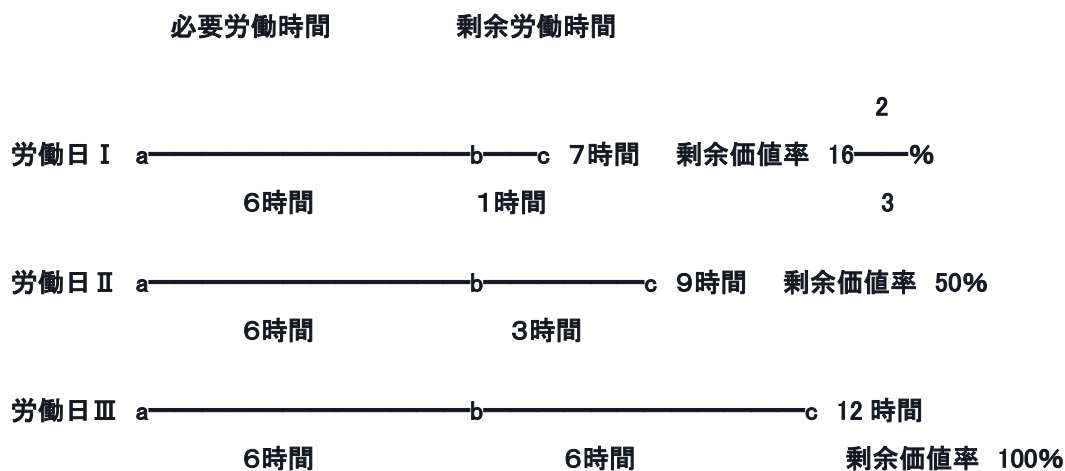 必要労働時間　剰余労働時間
2
労働日Ⅰ a――――――b――c ７時間　剰余価値率 16――%
６時間　１時間　3
労働日Ⅱ a――――――b―――c ９時間　剰余価値率 50%
６時間　３時間
労働日Ⅲ a――――――b――――――c 12 時間
６時間　６時間　剰余価値率 100%